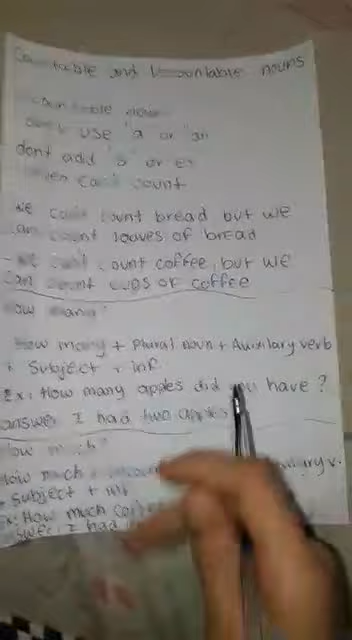 Countable and Uncountable nouns
use "a" or "an
dont add "s" or es
count
we can't count bread but we
can count loaves of bread
we can't count coffee, but we
can count cups of coffee
How many?
How many + Plural noun + Auxiliary verb
+ Subject + inf
Ex: How many apples did you have?
answer I had two apples
How much?
How much +
+ Subject + inf
Ex: How much
I had